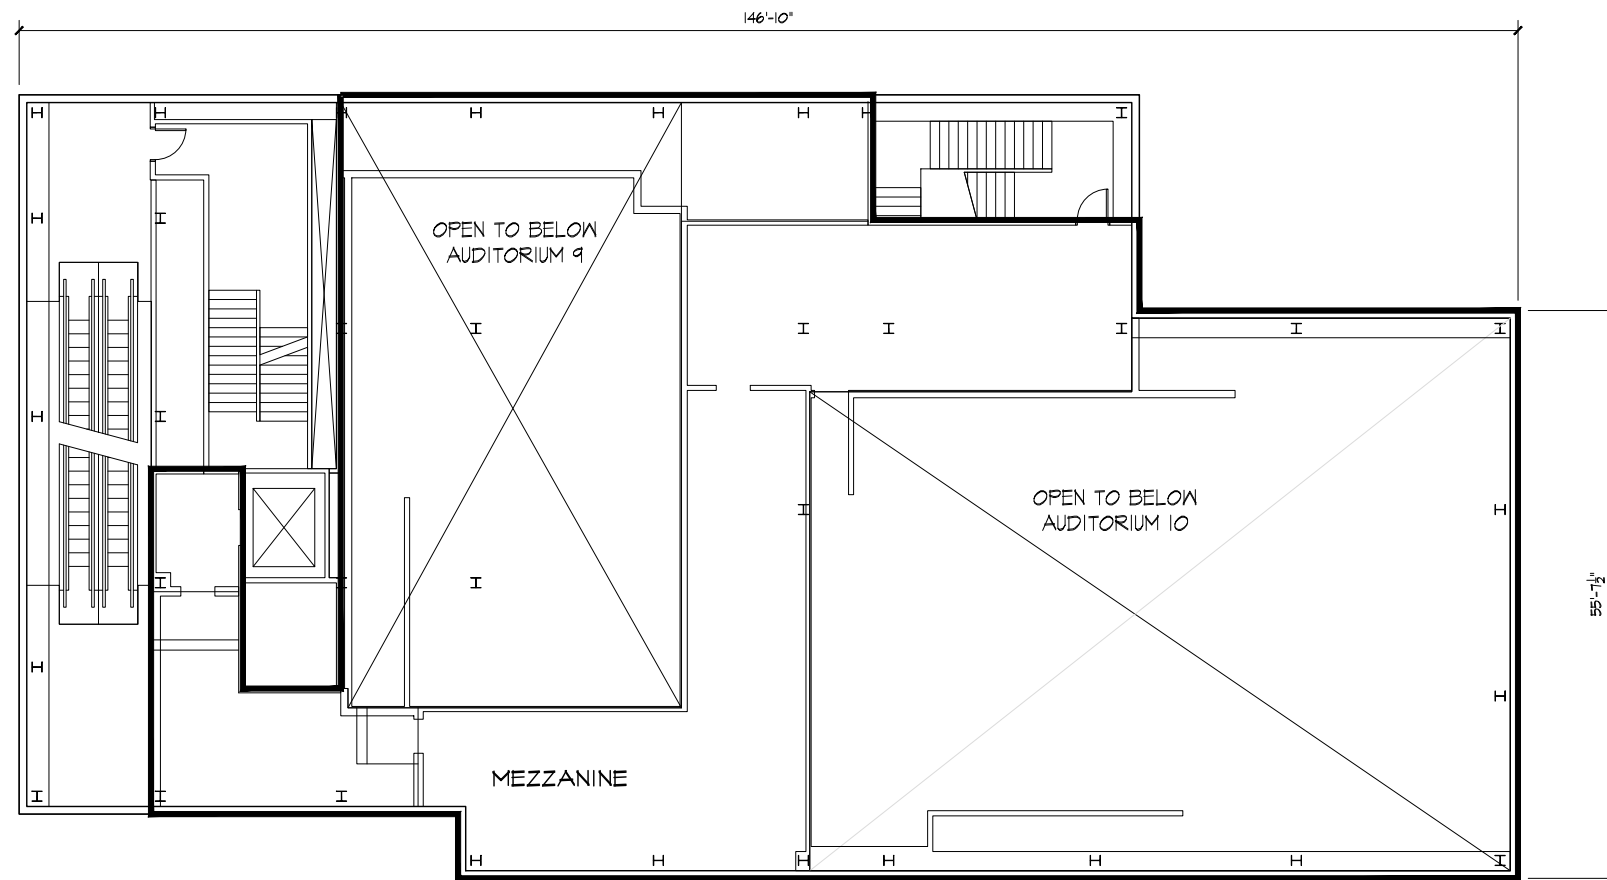 146'-10"
OPEN TO BELOW
AUDITORIUM 9
OPEN TO BELOW
AUDITORIUM 10
55'-7½"
MEZZANINE